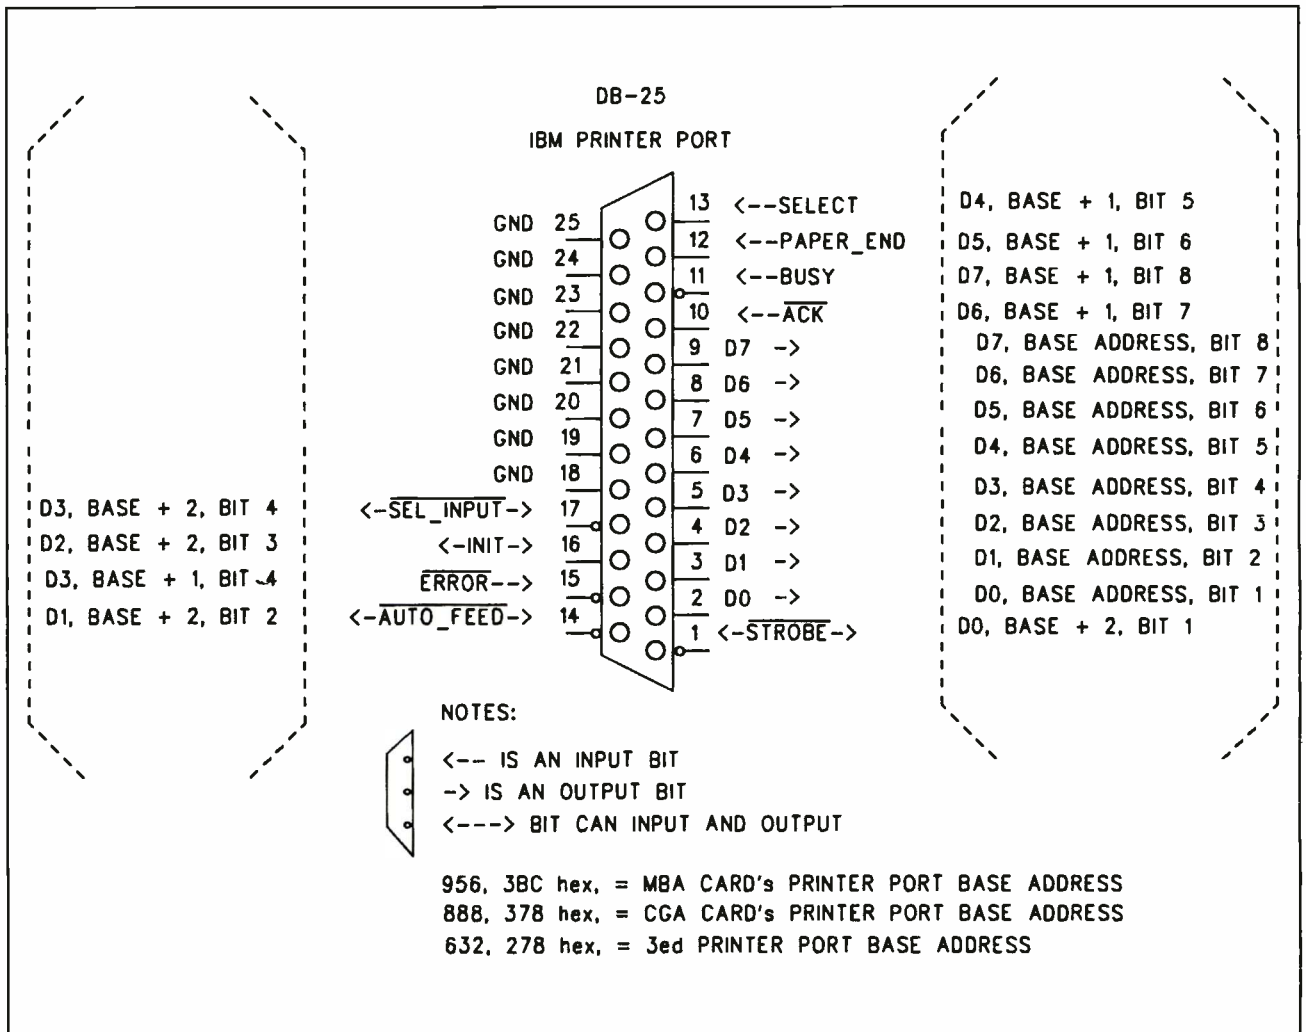 DB-25
IBM PRINTER PORT
GND 25
GND 24
GND 23
GND 22
GND 21
GND 20
GND 19
GND 18
D3, BASE + 2, BIT 4 <-SEL_INPUT-> 17
D2, BASE + 2, BIT 3 <-INIT-> 16
D3, BASE + 1, BIT 4 ERROR--> 15
D1, BASE + 2, BIT 2 <-AUTO_FEED-> 14
13 <--SELECT D4, BASE + 1, BIT 5
12 <--PAPER_END D5, BASE + 1, BIT 6
11 <--BUSY D7, BASE + 1, BIT 8
10 <--ACK D6, BASE + 1, BIT 7
9 D7 -> D7, BASE ADDRESS, BIT 8
8 D6 -> D6, BASE ADDRESS, BIT 7
7 D5 -> D5, BASE ADDRESS, BIT 6
6 D4 -> D4, BASE ADDRESS, BIT 5
5 D3 -> D3, BASE ADDRESS, BIT 4
4 D2 -> D2, BASE ADDRESS, BIT 3
3 D1 -> D1, BASE ADDRESS, BIT 2
2 D0 -> D0, BASE ADDRESS, BIT 1
1 <-STROBE-> D0, BASE + 2, BIT 1
NOTES:
<-- IS AN INPUT BIT
-> IS AN OUTPUT BIT
<---> BIT CAN INPUT AND OUTPUT
956, 3BC hex, = MBA CARD's PRINTER PORT BASE ADDRESS
888, 378 hex, = CGA CARD's PRINTER PORT BASE ADDRESS
632, 278 hex, = 3ed PRINTER PORT BASE ADDRESS